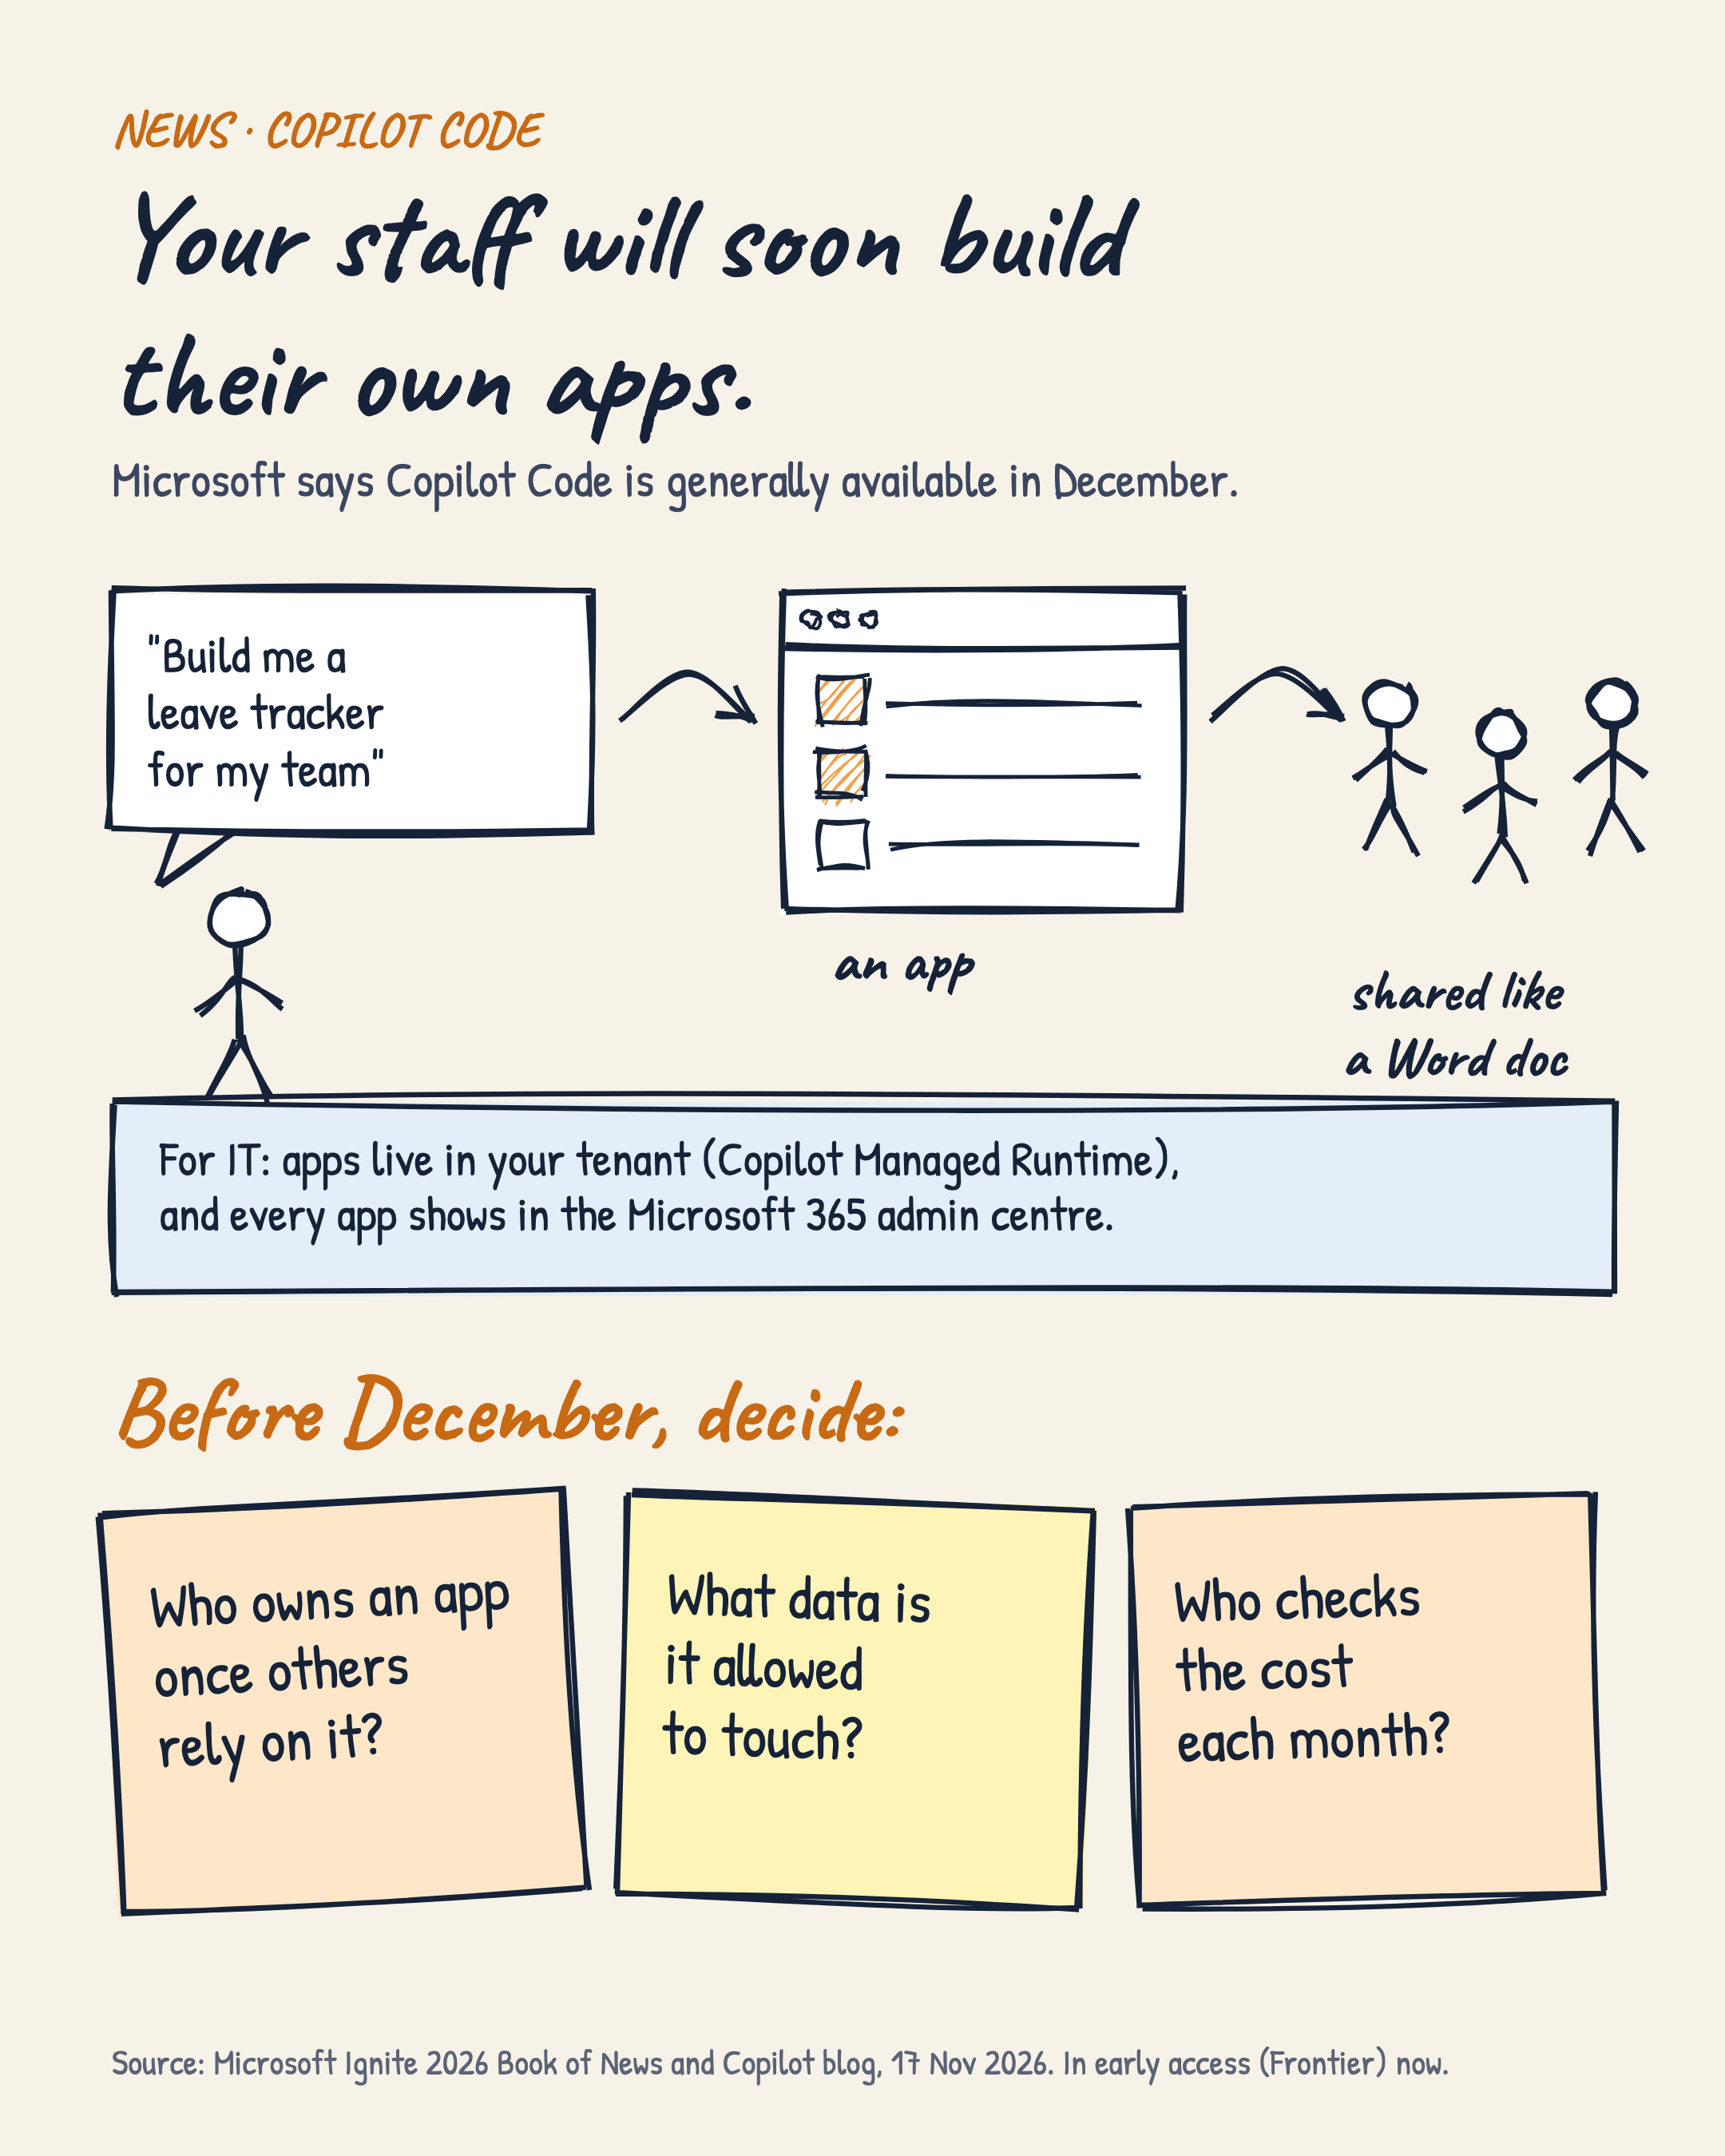 NEWS · COPILOT CODE
Your staff will soon build
their own apps.
Microsoft says Copilot Code is generally available in December.
"Build me a
leave tracker
for my team"
an app
shared like
a Word doc
For IT: apps live in your tenant (Copilot Managed Runtime),
and every app shows in the Microsoft 365 admin centre.
Before December, decide:
Who owns an app
once others
rely on it?
What data is
it allowed
to touch?
Who checks
the cost
each month?
Source: Microsoft Ignite 2026 Book of News and Copilot blog, 17 Nov 2026. In early access (Frontier) now.